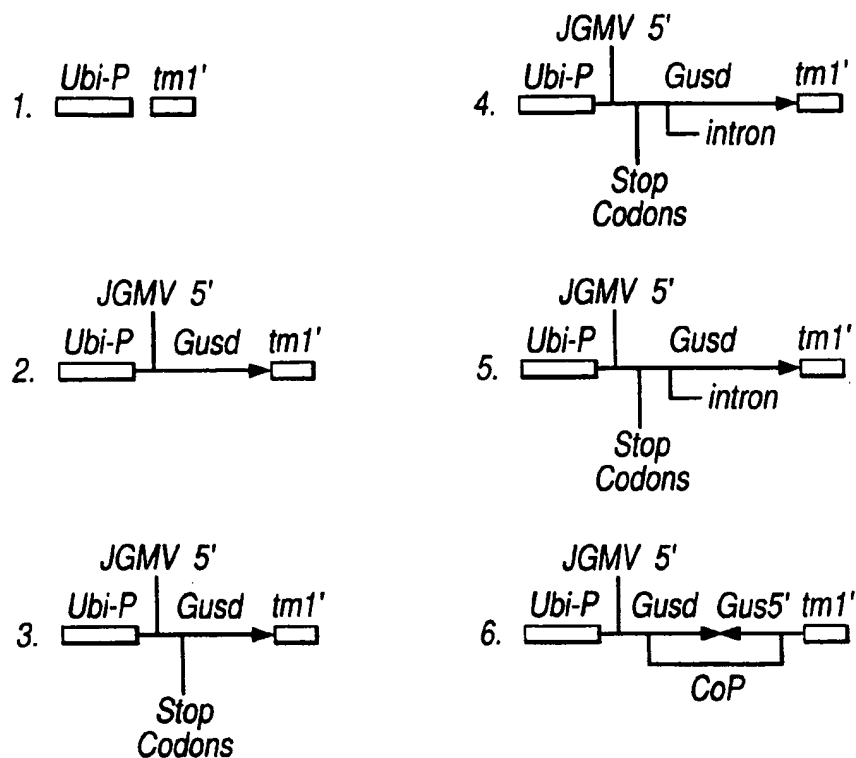 Ubi-P tm1'
1.
JGMV 5'
Ubi-P Gusd
2. tm1'
JGMV 5'
Ubi-P Gusd tm1'
3.
Stop
Codons
JGMV 5'
Ubi-P Gusd tm1'
4.
intron
Stop
Codons
JGMV 5'
Ubi-P Gusd tm1'
5.
intron
Stop
Codons
JGMV 5'
Ubi-P Gusd Gus5' tm1'
6.
CoP